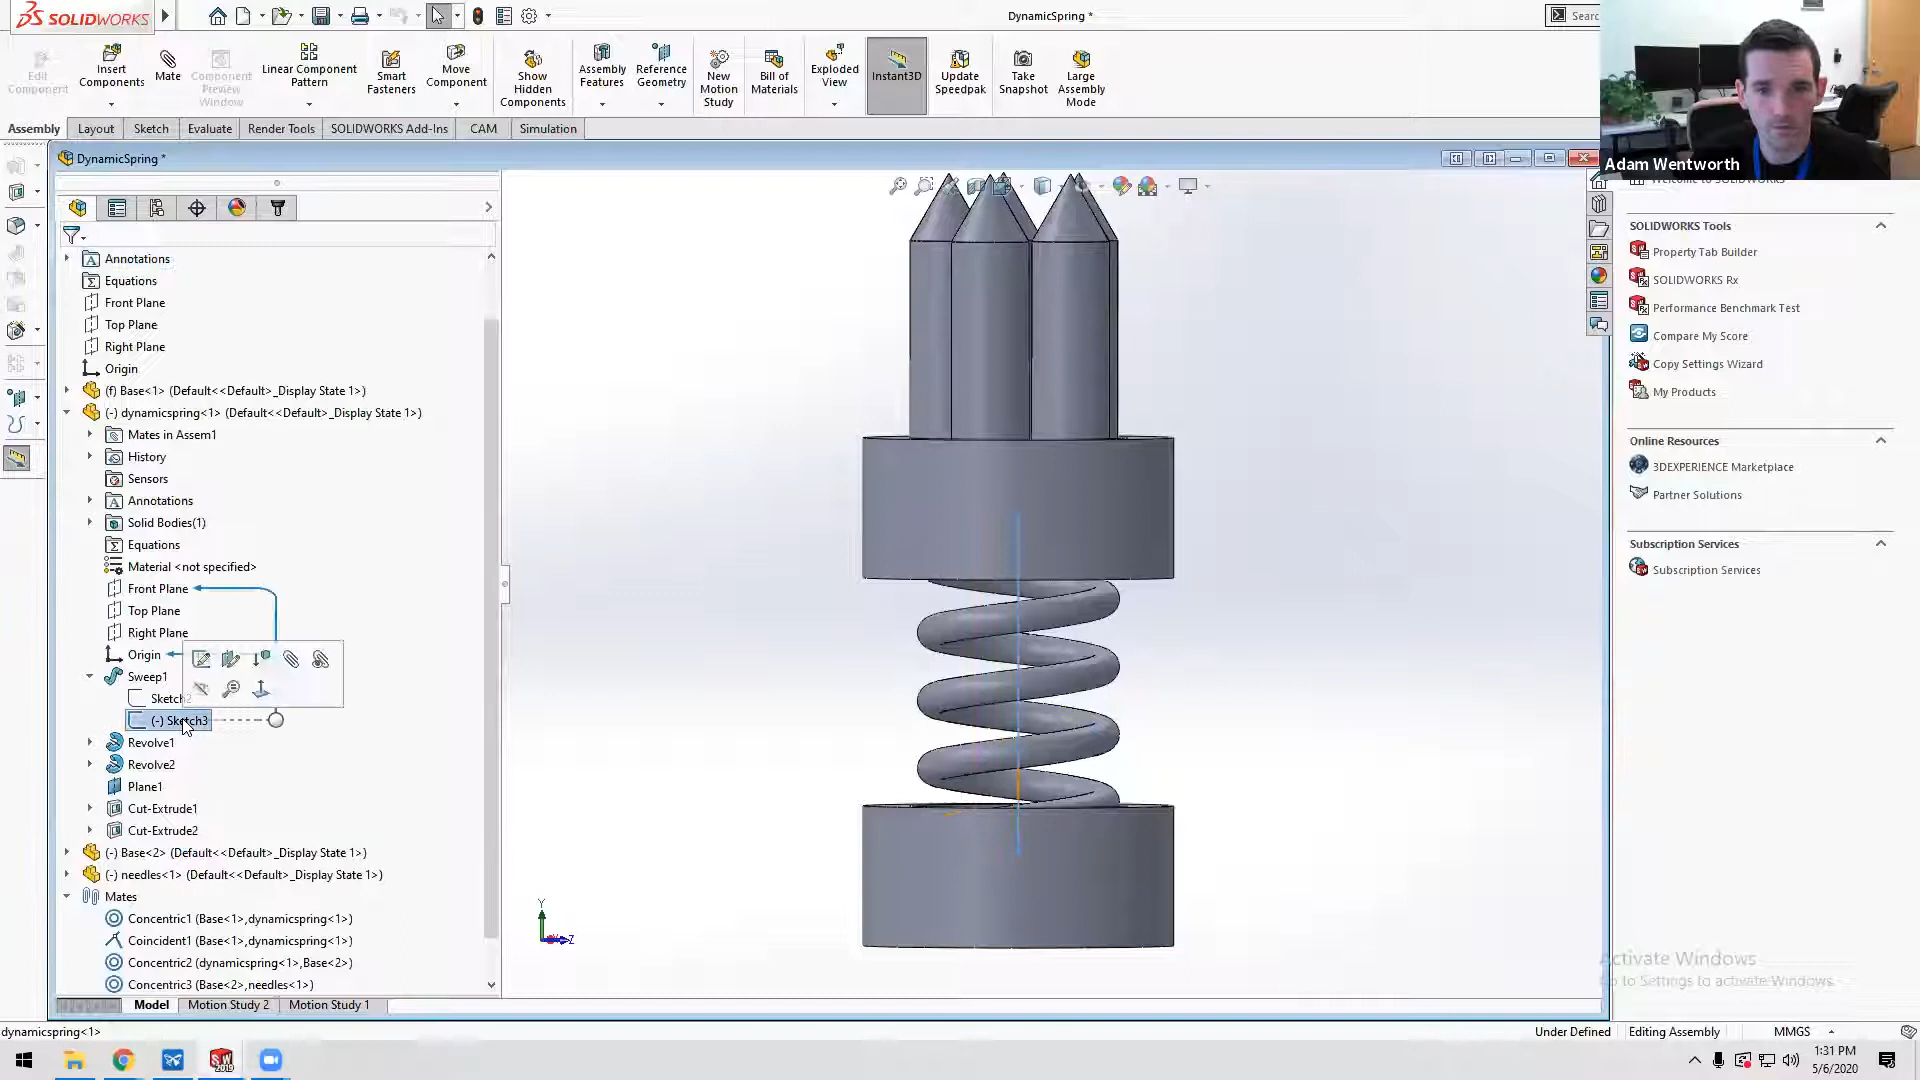 SOLIDWORKS
DynamicSpring *
Searc
Edit Component
Insert Components
Mate
Component Preview Window
Linear Component Pattern
Smart Fasteners
Move Component
Show Hidden Components
Assembly Features
Reference Geometry
New Motion Study
Bill of Materials
Exploded View
Instant3D
Update Speedpak
Take Snapshot
Large Assembly Mode
Assembly
Layout
Sketch
Evaluate
Render Tools
SOLIDWORKS Add-Ins
CAM
Simulation
Adam Wentworth
DynamicSpring *
Annotations
Equations
Front Plane
Top Plane
Right Plane
Origin
(f) Base<1> (Default<<Default>_Display State 1>)
(-) dynamicspring<1> (Default<<Default>_Display State 1>)
Mates in Assem1
History
Sensors
Annotations
Solid Bodies(1)
Equations
Material <not specified>
Front Plane
Top Plane
Right Plane
Origin
Sweep1
Sketch2
(-) Sketch3
Revolve1
Revolve2
Plane1
Cut-Extrude1
Cut-Extrude2
(-) Base<2> (Default<<Default>_Display State 1>)
(-) needles<1> (Default<<Default>_Display State 1>)
Mates
Concentric1 (Base<1>,dynamicspring<1>)
Coincident1 (Base<1>,dynamicspring<1>)
Concentric2 (dynamicspring<1>,Base<2>)
Concentric3 (Base<2>,needles<1>)
Y
Z
Model
Motion Study 2
Motion Study 1
SOLIDWORKS Tools
Property Tab Builder
SOLIDWORKS Rx
Performance Benchmark Test
Compare My Score
Copy Settings Wizard
My Products
Online Resources
3DEXPERIENCE Marketplace
Partner Solutions
Subscription Services
Subscription Services
Activate Windows
Go to Settings to activate Windows.
dynamicspring<1>
Under Defined
Editing Assembly
MMGS
SW
2019
1:31 PM
5/6/2020